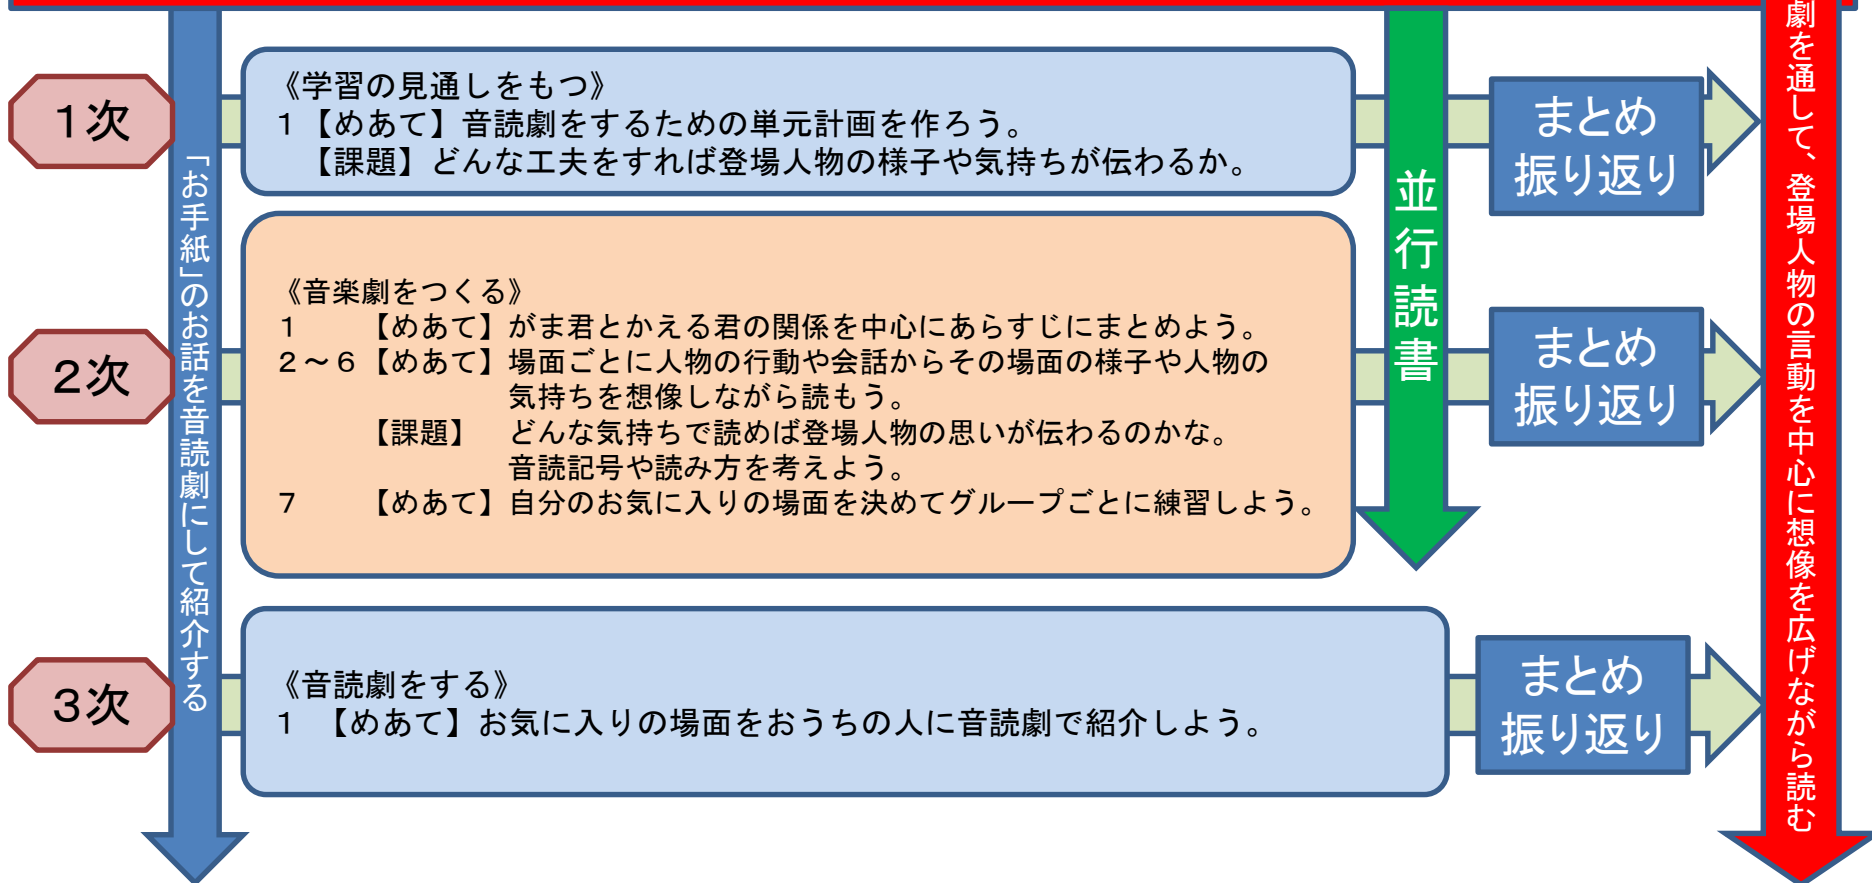 1次
《学習の見通しをもつ》
1 【めあて】音読劇をするための単元計画を作ろう。
【課題】どんな工夫をすれば登場人物の様子や気持ちが伝わるか。
まとめ
振り返り
2次
《音楽劇をつくる》
1 【めあて】がま君とかえる君の関係を中心にあらすじにまとめよう。
2～6 【めあて】場面ごとに人物の行動や会話からその場面の様子や人物の
気持ちを想像しながら読もう。
【課題】 どんな気持ちで読めば登場人物の思いが伝わるのかな。
音読記号や読み方を考えよう。
7 【めあて】自分のお気に入りの場面を決めてグループごとに練習しよう。
まとめ
振り返り
3次
《音読劇をする》
1 【めあて】お気に入りの場面をおうちの人に音読劇で紹介しよう。
まとめ
振り返り
「お手紙」のお話を音読劇にして紹介する
並行読書
劇を通して、登場人物の言動を中心に想像を広げながら読む